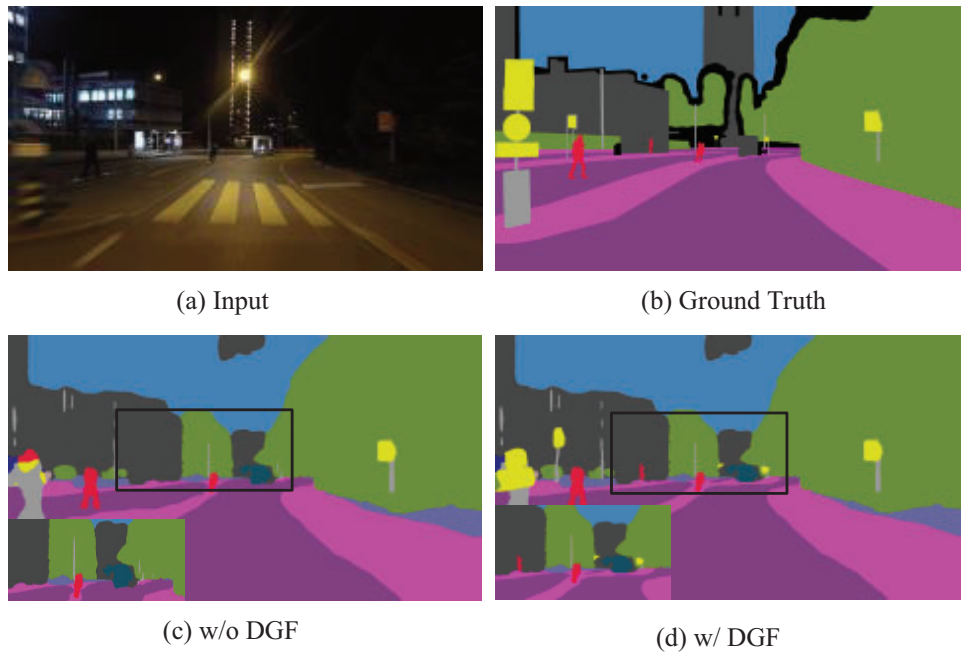 (a) Input
(b) Ground Truth
(c) w/o DGF
(d) w/ DGF